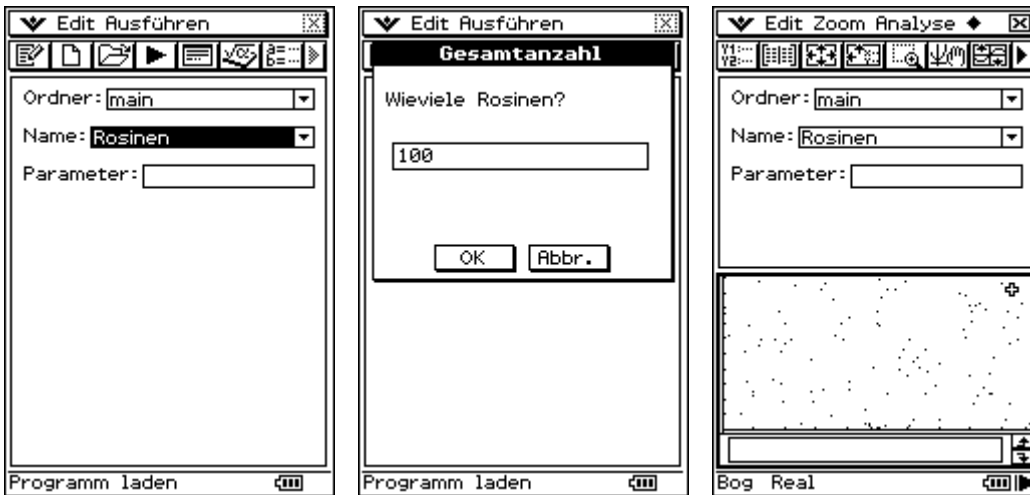 Edit Ausführen
Ordner: main
Name: Rosinen
Parameter:
Programm laden
Edit Ausführen
Gesamtanzahl
Wieviele Rosinen?
100
OK Abbr.
Programm laden
Edit Zoom Analyse
Ordner: main
Name: Rosinen
Parameter:
Bog Real